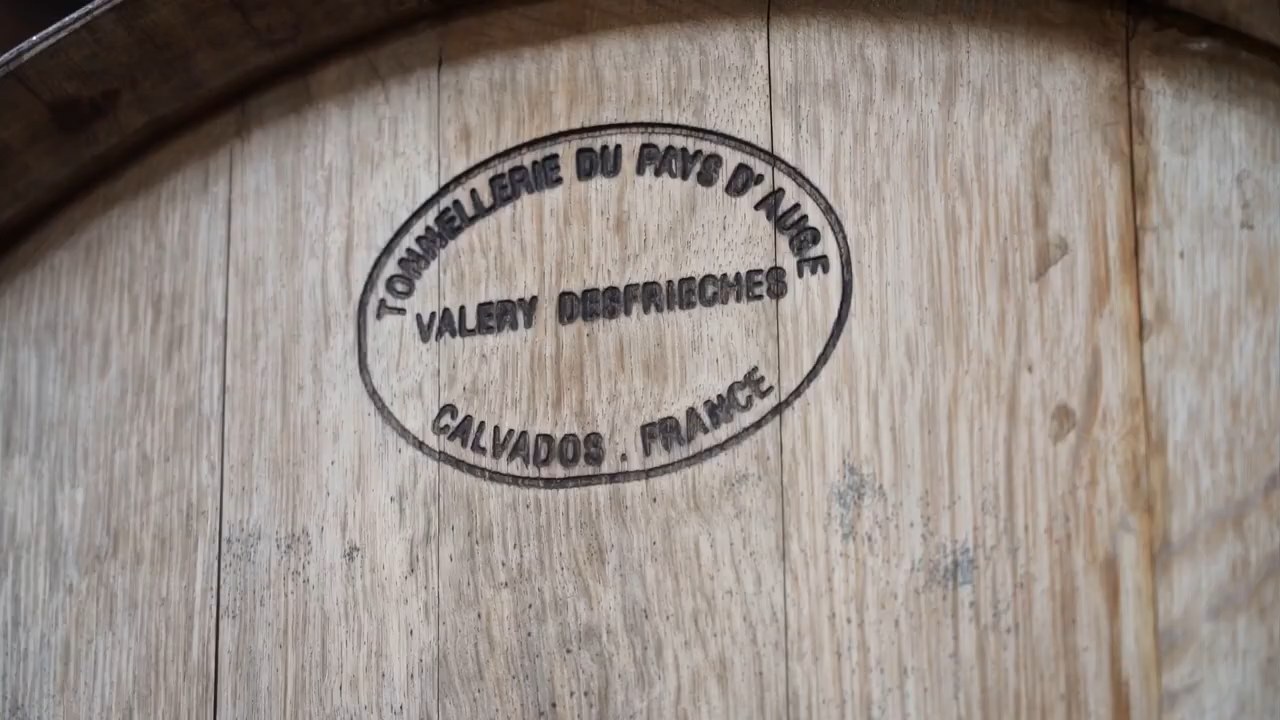 TONNELLERIE DU PAYS D'AUGE
VALERY DESFRIECHES
CALVADOS . FRANCE